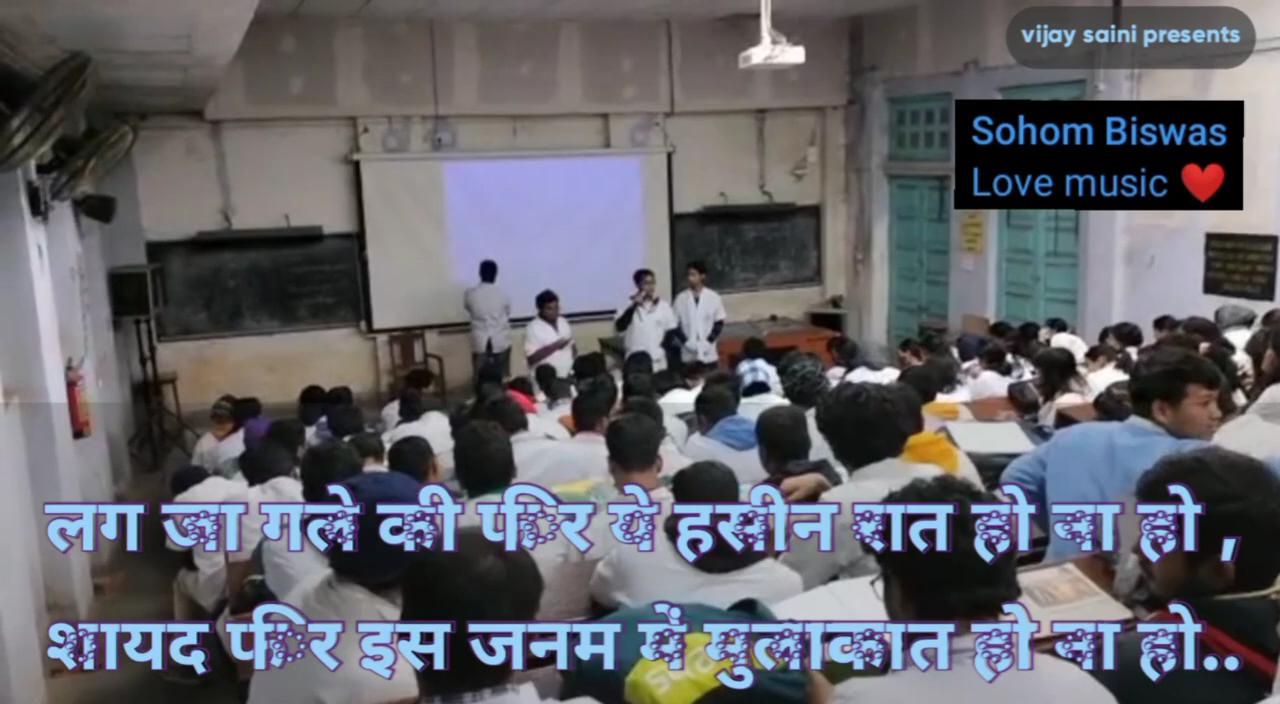 vijay saini presents
Sohom Biswas
Love music ❤️
लग जा गले की फिर ये हसीन रात हो ना हो ,
शायद फिर इस जनम में मुलाकात हो ना हो..